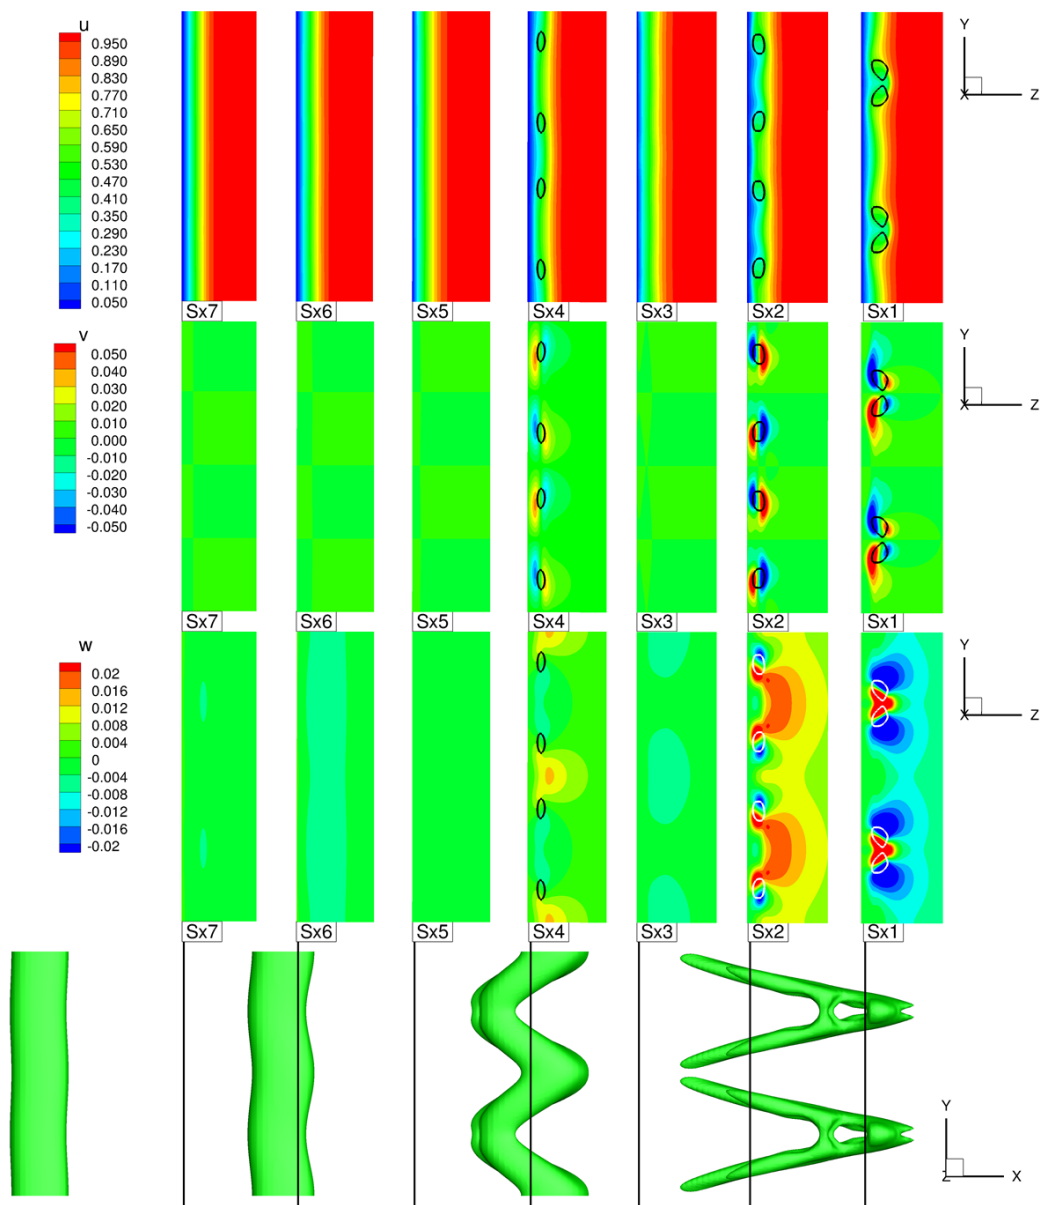 u
0.950
0.890
0.830
0.770
0.710
0.650
0.590
0.530
0.470
0.410
0.350
0.290
0.230
0.170
0.110
0.050
Y
X Z
Sx7 Sx6 Sx5 Sx4 Sx3 Sx2 Sx1
v
0.050
0.040
0.030
0.020
0.010
0.000
-0.010
-0.020
-0.030
-0.040
-0.050
Y
X Z
Sx7 Sx6 Sx5 Sx4 Sx3 Sx2 Sx1
w
0.02
0.016
0.012
0.008
0.004
0
-0.004
-0.008
-0.012
-0.016
-0.02
Y
X Z
Sx7 Sx6 Sx5 Sx4 Sx3 Sx2 Sx1
Y
Z X